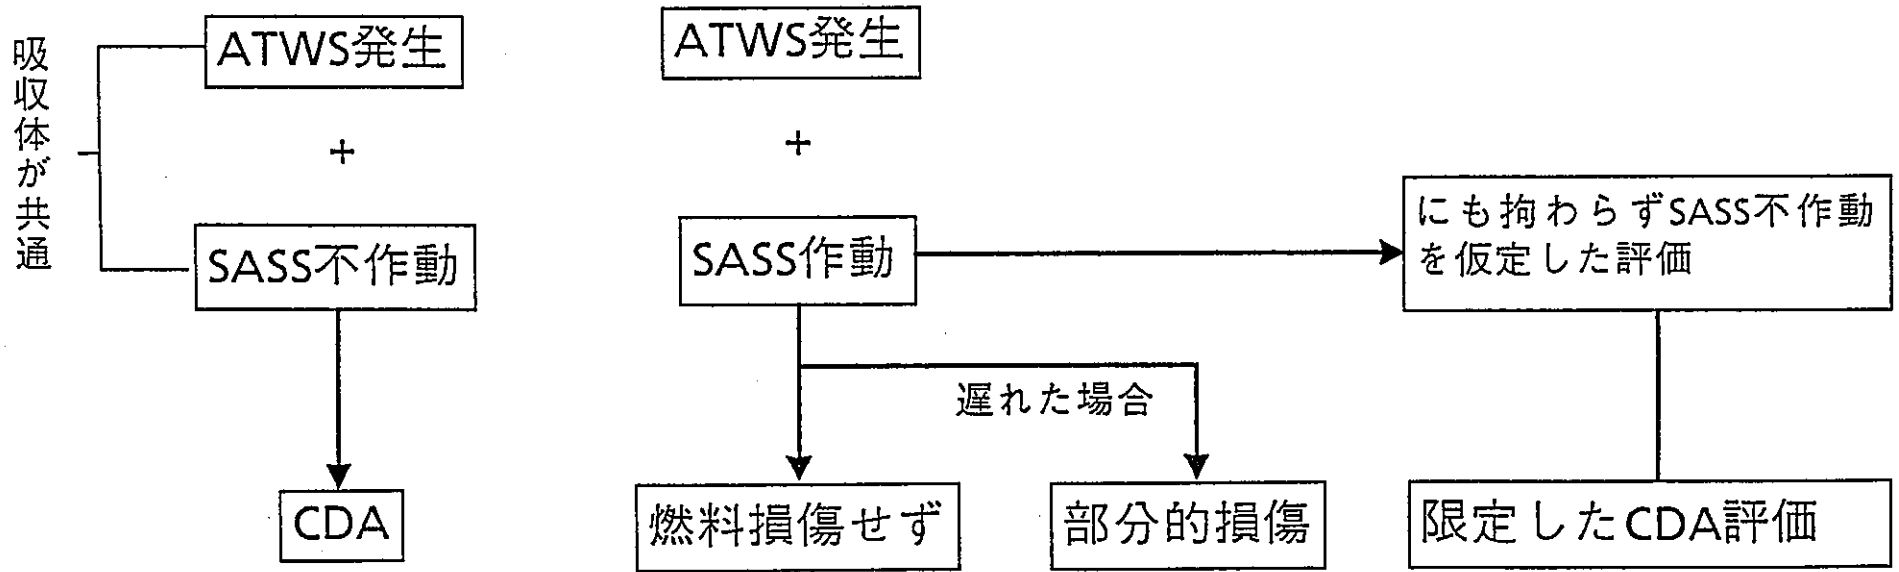 吸収体が共通
ATWS発生
+
SASS不作動
CDA
ATWS発生
+
SASS作動
遅れた場合
燃料損傷せず
部分的損傷
にも拘わらずSASS不作動
を仮定した評価
限定したCDA評価